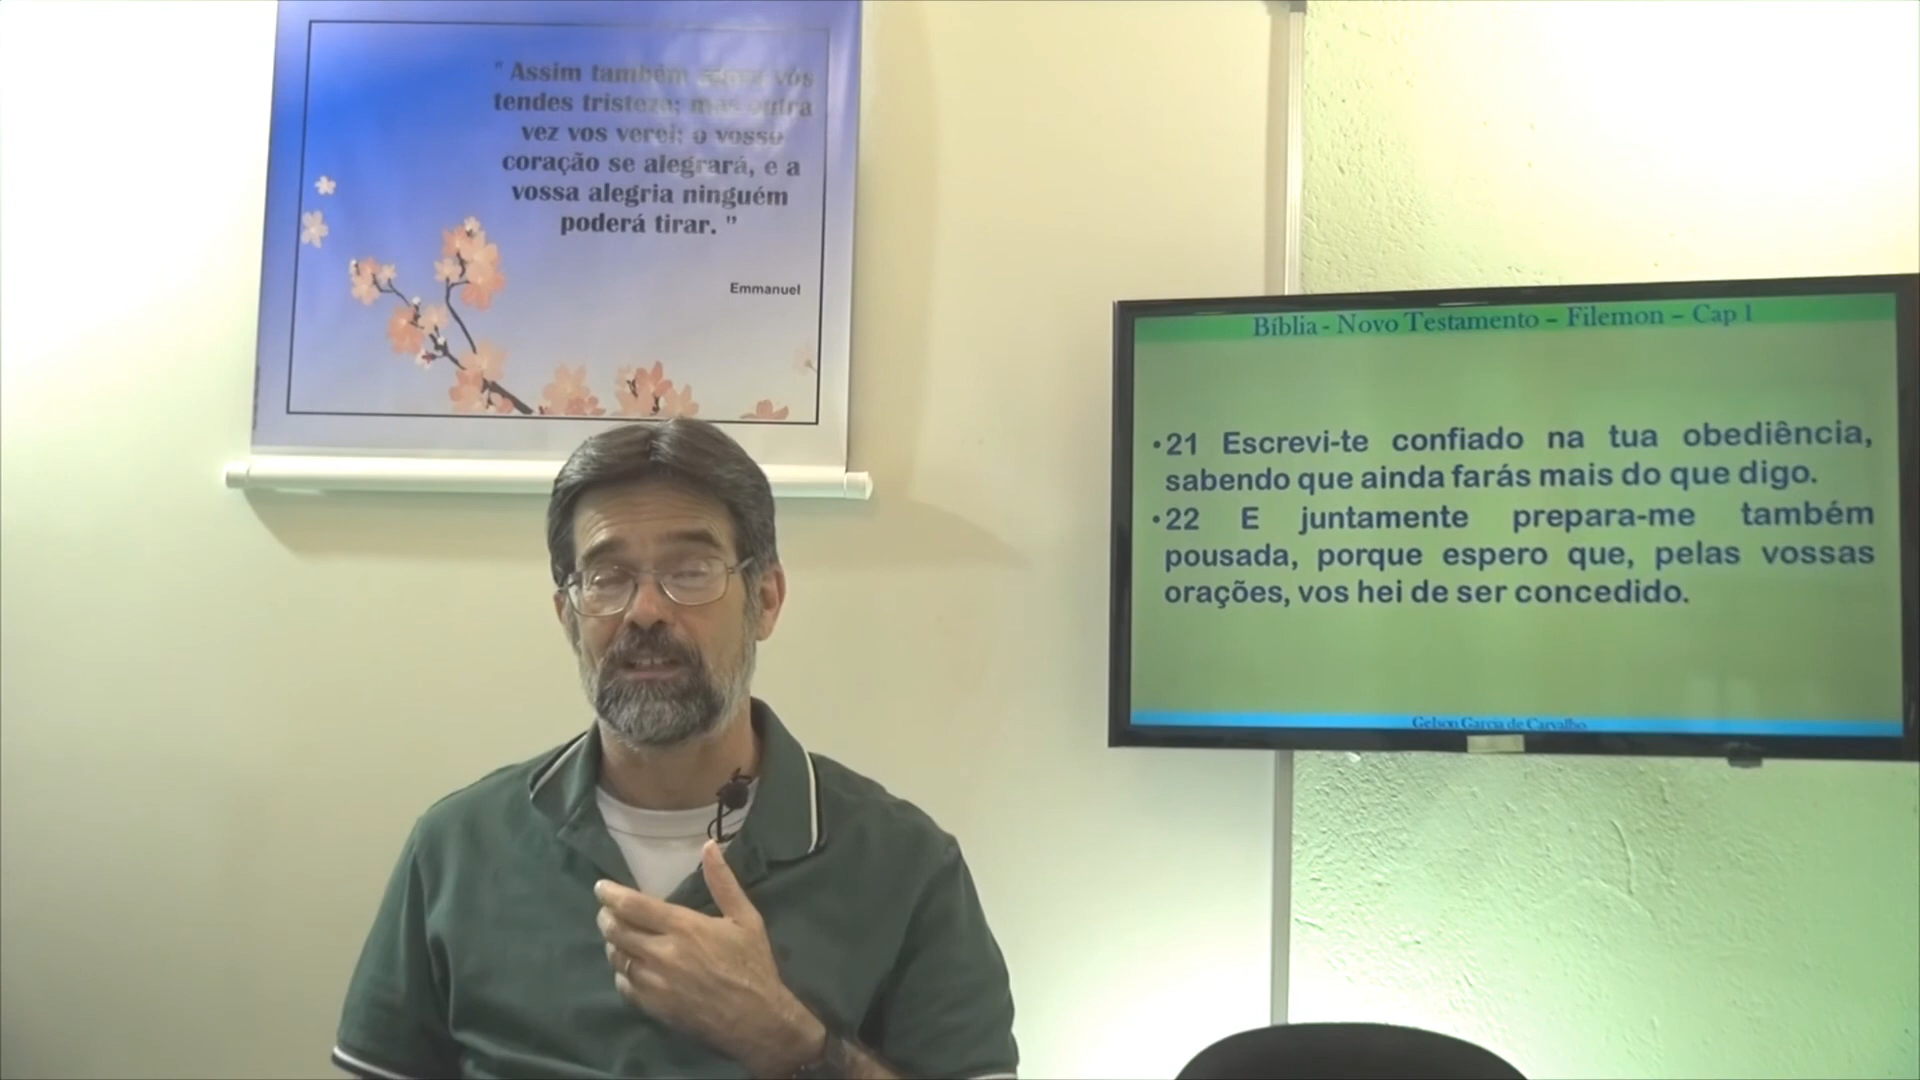 " Assim também agora vós
tendes tristeza; mas outra
vez vos verei; o vosso
coração se alegrará, e a
vossa alegria ninguém
poderá tirar. "
Emmanuel
Bíblia - Novo Testamento – Filemon – Cap 1
•21 Escrevi-te confiado na tua obediência,
sabendo que ainda farás mais do que digo.
•22 E juntamente prepara-me também
pousada, porque espero que, pelas vossas
orações, vos hei de ser concedido.
Gelson Garcia de Carvalho